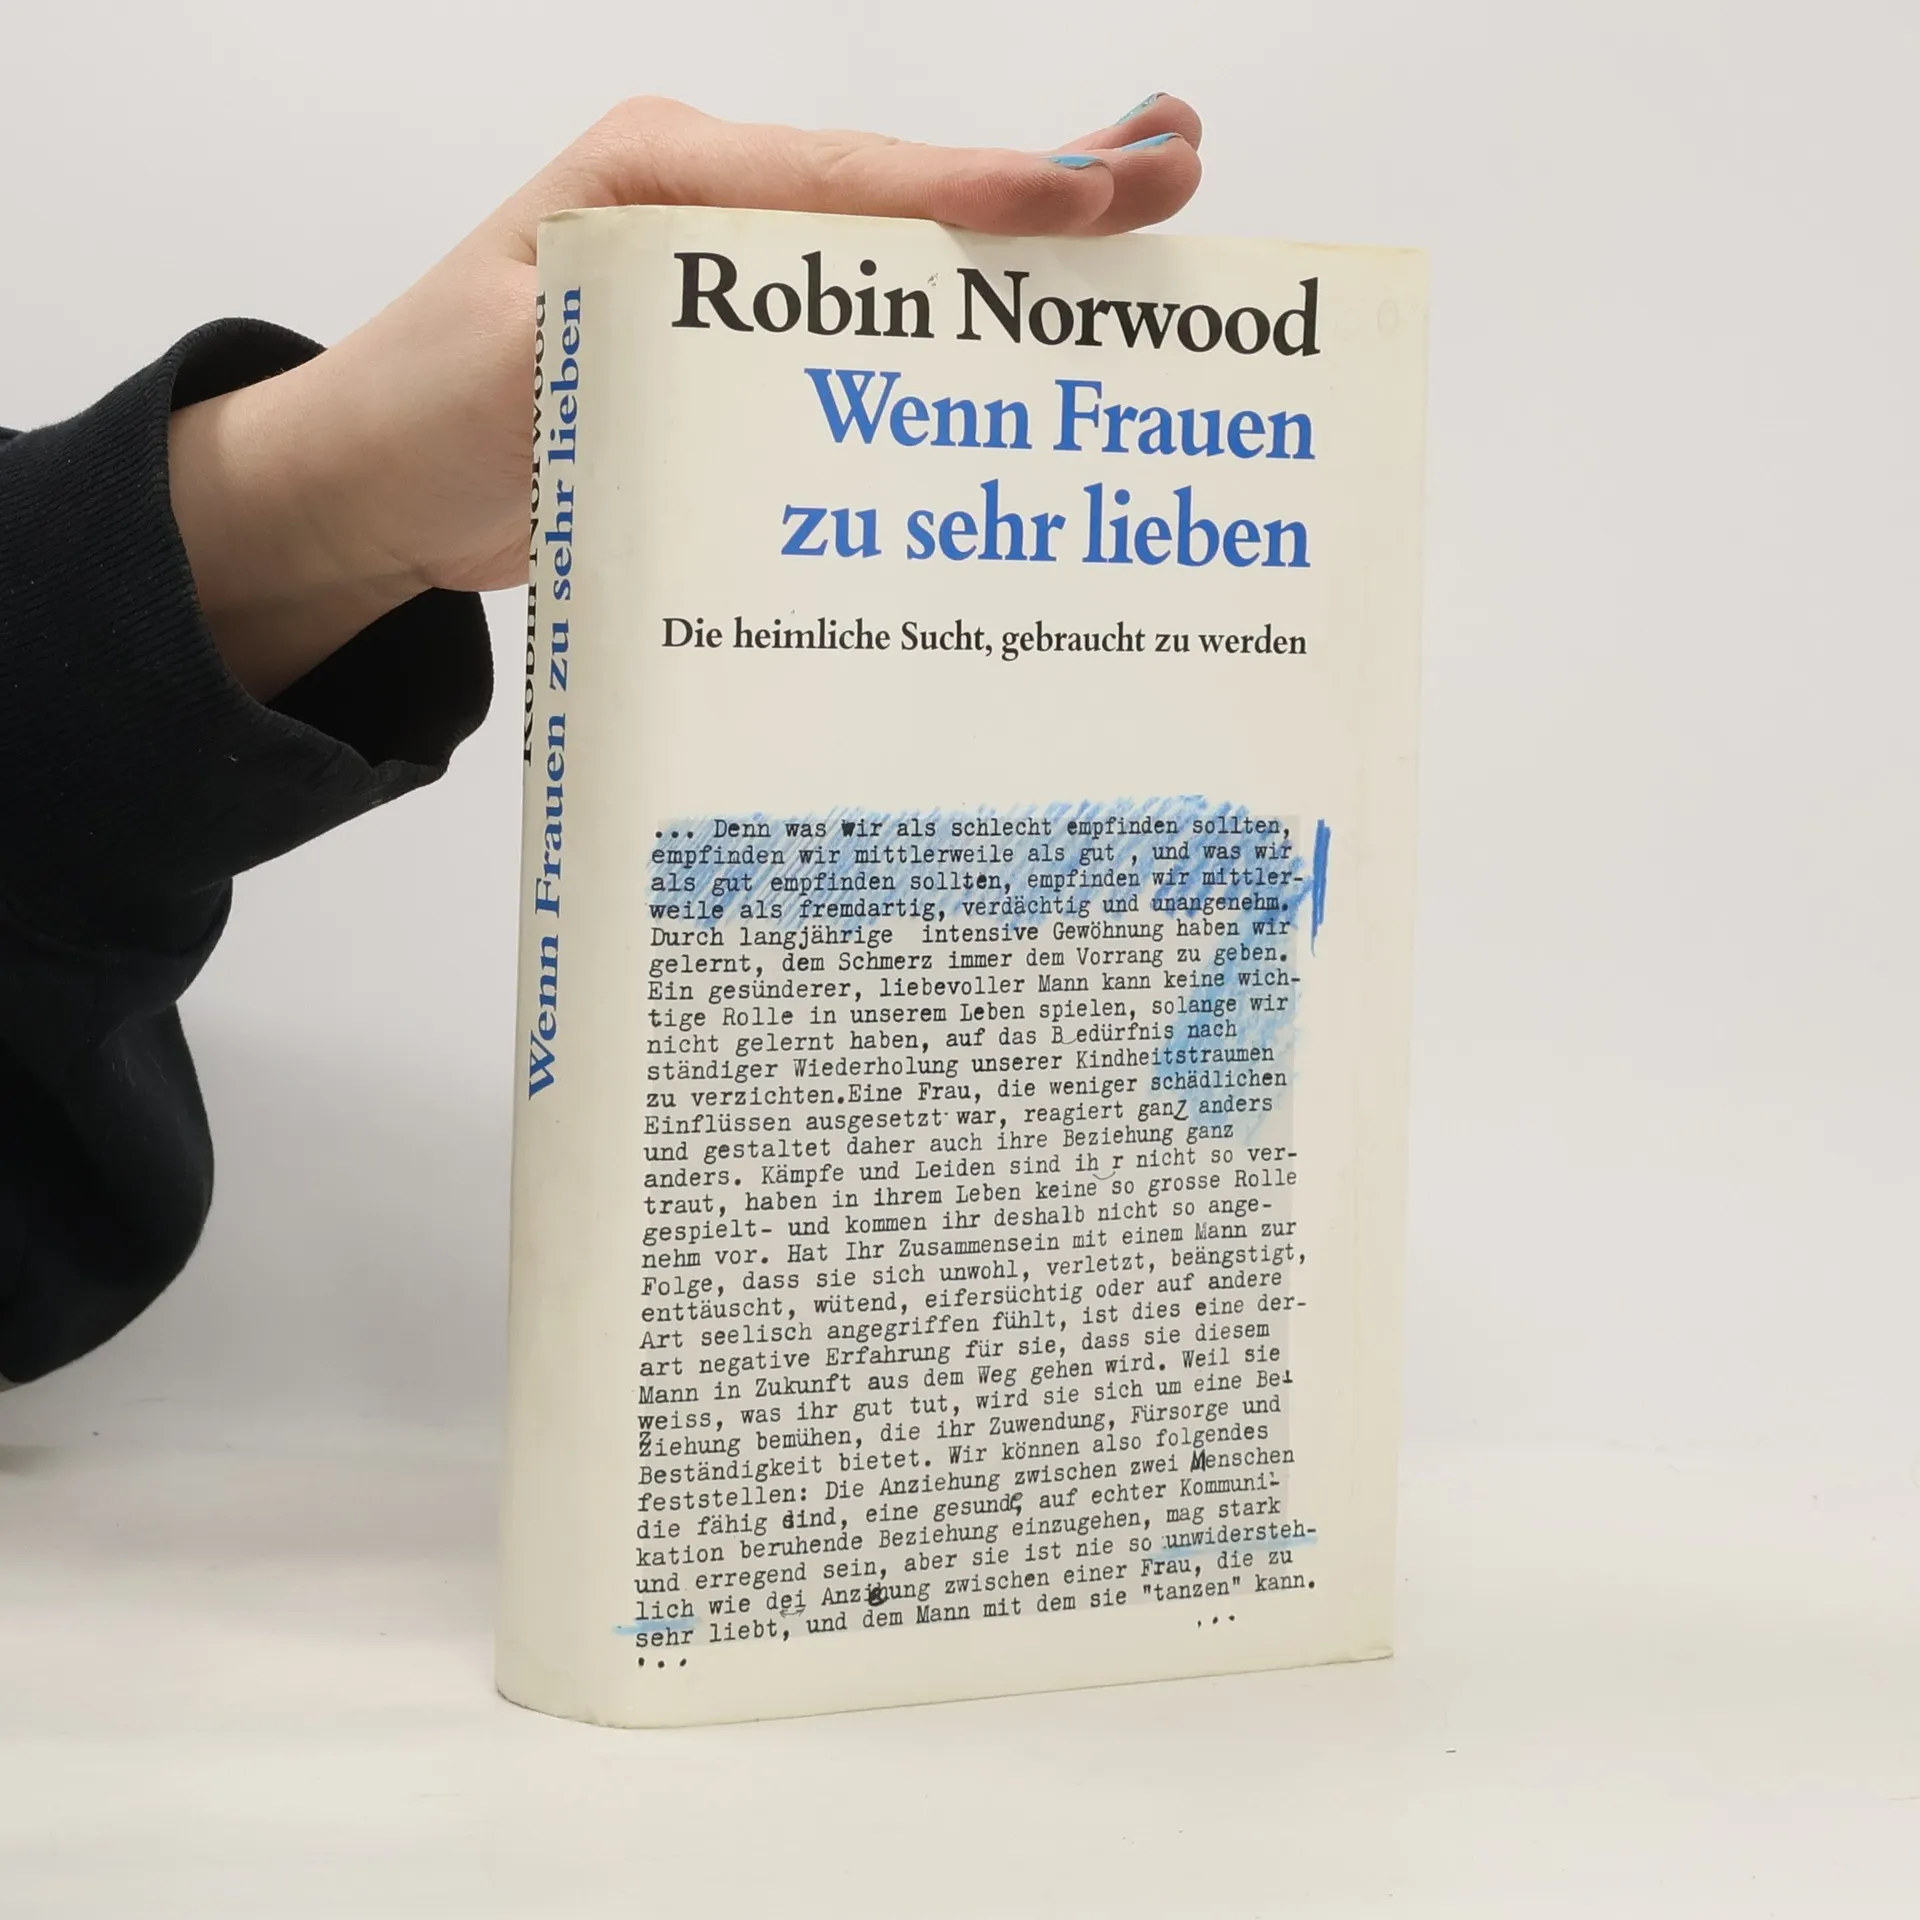 Robin Norwood
Wenn Frauen zu sehr lieben
Robin Norwood
Wenn Frauen
zu sehr lieben
Die heimliche Sucht, gebraucht zu werden
... Denn was wir als schlecht empfinden sollten,
empfinden wir mittlerweile als gut , und was wir
als gut empfinden sollten, empfinden wir mittler-
weile als fremdartig, verdächtig und unangenehm.
Durch langjährige intensive Gewöhnung haben wir
gelernt, dem Schmerz immer dem Vorrang zu geben.
Ein gesünderer, liebevoller Mann kann keine wich-
tige Rolle in unserem Leben spielen, solange wir
nicht gelernt haben, auf das B edürfnis nach
ständiger Wiederholung unserer Kindheitstraumen
zu verzichten.Eine Frau, die weniger schädlichen
Einflüssen ausgesetzt war, reagiert ganz anders
und gestaltet daher auch ihre Beziehung ganz
anders. Kämpfe und Leiden sind ih r nicht so ver-
traut, haben in ihrem Leben keine so grosse Rolle
gespielt- und kommen ihr deshalb nicht so ange-
nehm vor. Hat Ihr Zusammensein mit einem Mann zur
Folge, dass sie sich unwohl, verletzt, beängstigt,
enttäuscht, wütend, eifersüchtig oder auf andere
Art seelisch angegriffen fühlt, ist dies eine der-
art negative Erfahrung für sie, dass sie diesem
Mann in Zukunft aus dem Weg gehen wird. Weil sie
weiss, was ihr gut tut, wird sie sich um eine Bei
ziehung bemühen, die ihr Zuwendung, Fürsorge und
Beständigkeit bietet. Wir können also folgendes
feststellen: Die Anziehung zwischen zwei Menschen
die fähig sind, eine gesunde, auf echter Kommuni-
kation beruhende Beziehung einzugehen, mag stark
und erregend sein, aber sie ist nie so unwidersteh-
lich wie dei Anziehung zwischen einer Frau, die zu
sehr liebt, und dem Mann mit dem sie "tanzen" kann.
...
...